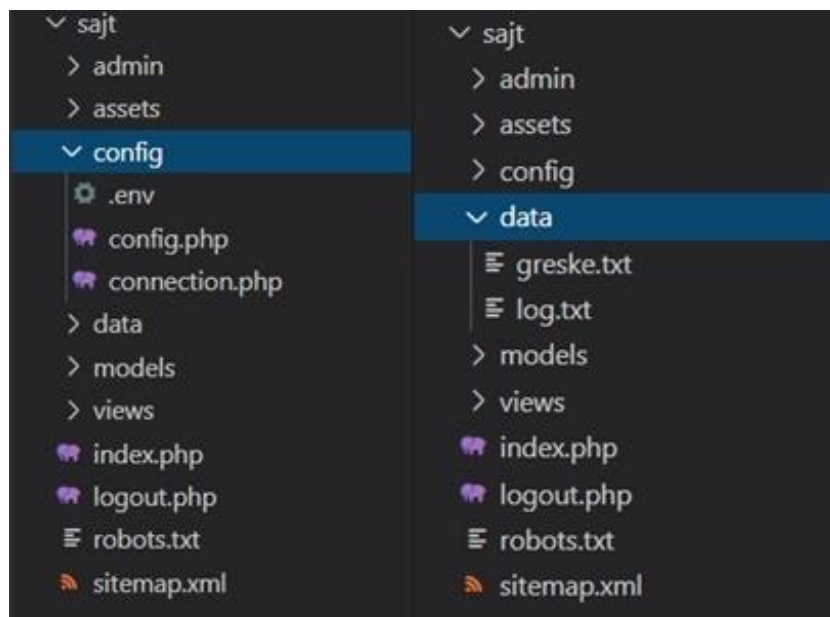 sajt
admin
assets
config
.env
config.php
connection.php
data
models
views
index.php
logout.php
robots.txt
sitemap.xml
sajt
admin
assets
config
data
greske.txt
log.txt
models
views
index.php
logout.php
robots.txt
sitemap.xml